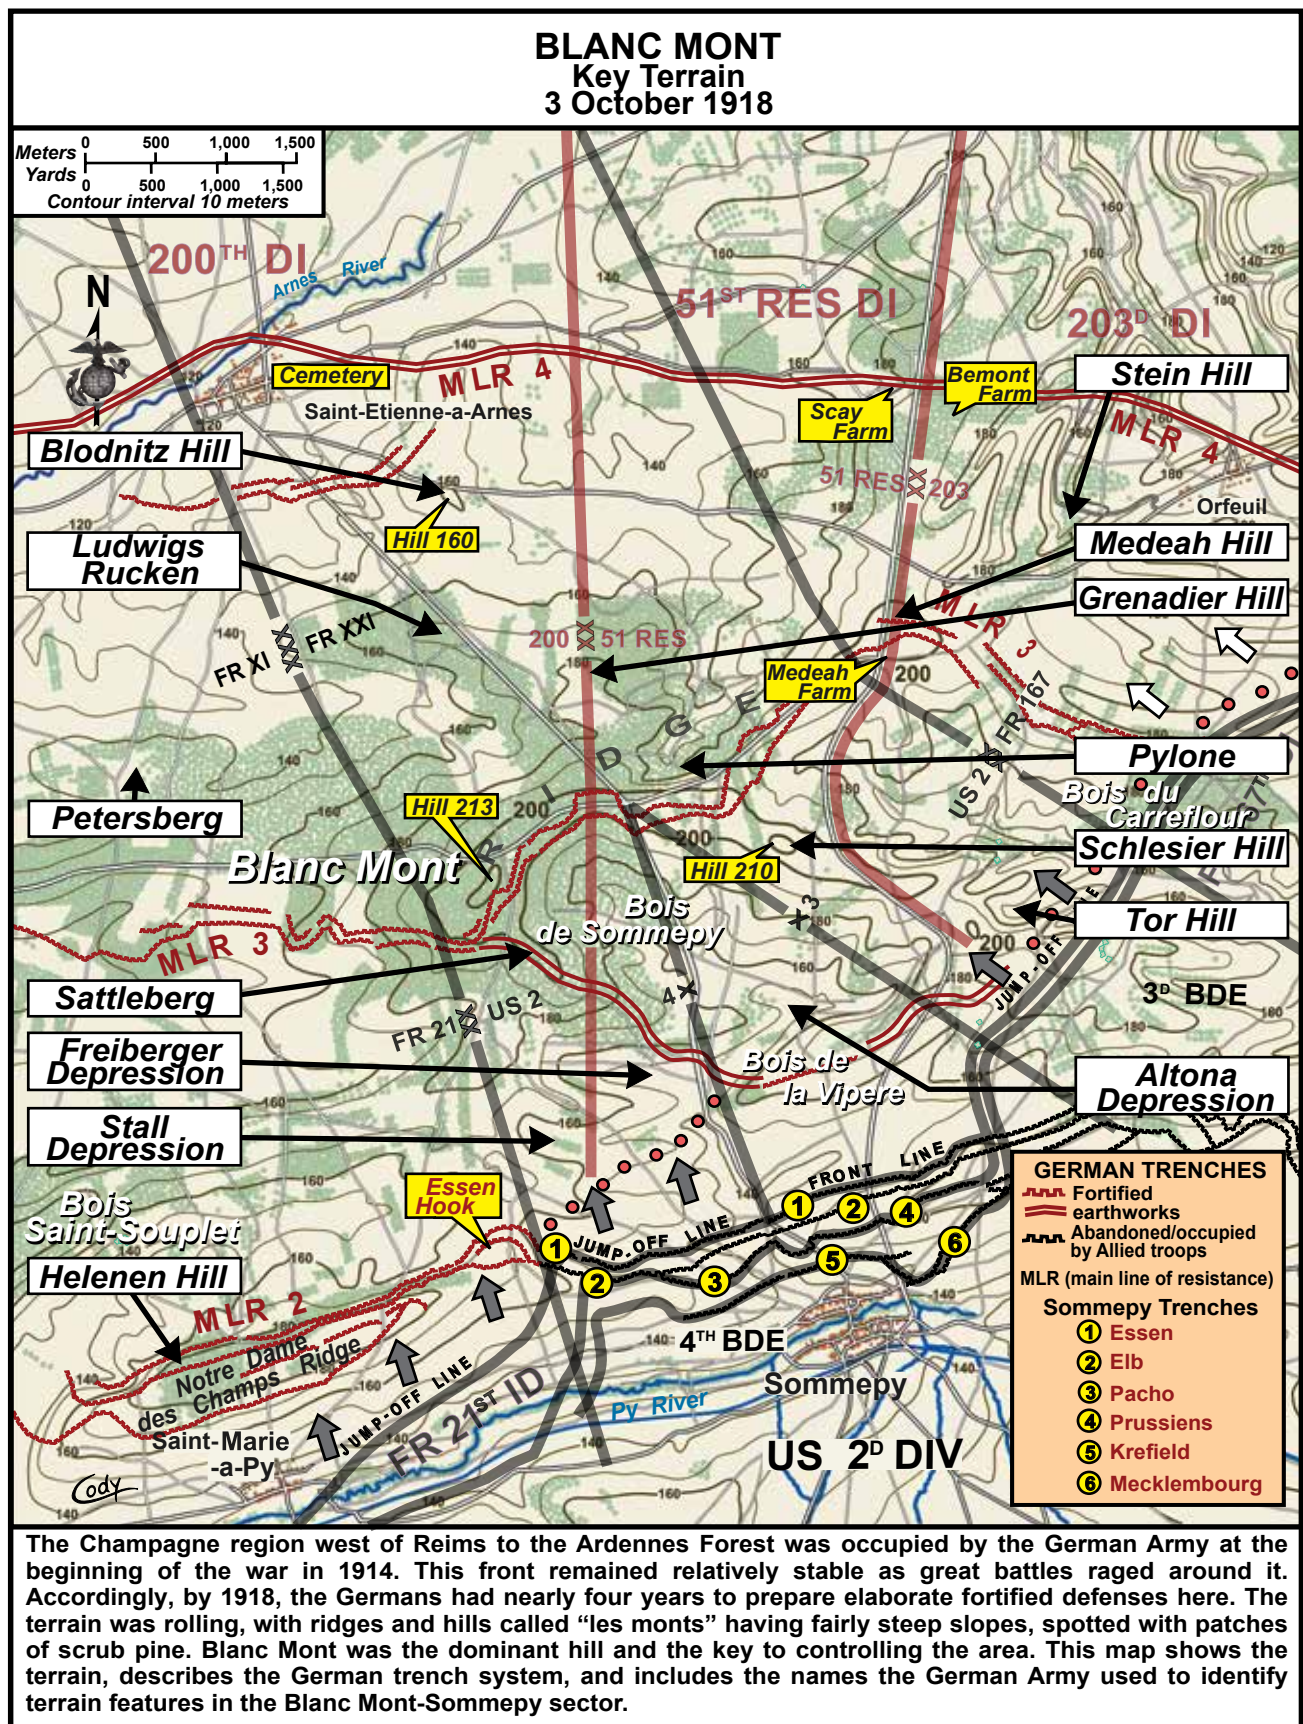 BLANC MONT
Key Terrain
3 October 1918
Meters 0 500 1,000 1,500
Yards 0 500 1,000 1,500
Contour interval 10 meters
200TH DI
Arnes River
51ST RES DI
203D DI
N
Cemetery
MLR 4
Saint-Etienne-a-Arnes
Scay
Farm
Bemont
Farm
Stein Hill
MLR 4
Blodnitz Hill
Hill 160
51 RES XX 203
Orfeuil
Ludwigs
Rucken
Medeah Hill
Grenadier Hill
MLR 3
FR XI XXX FR XXI
200 XX 51 RES
Medeah
Farm
200
US 2 XX FR 167
RIDGE
Pylone
Petersberg
Hill 213
200
Bois du
Carreflour
Blanc Mont
200
Hill 210
Schlesier Hill
Bois
de Sommepy
X 3
Tor Hill
MLR 3
200
JUMP-OFF LINE
Sattleberg
4 X
3D BDE
FR 21 XX US 2
Freiberger
Depression
Bois de
la Vipere
Altona
Depression
Stall
Depression
FRONT LINE
Essen
Hook
Bois
Saint-Souplet
JUMP-OFF LINE
1
2
4
1
2
3
5
6
Helenen Hill
MLR 2
Notre Dame
des Champs Ridge
4TH BDE
Sommepy
Py River
JUMP-OFF LINE
FR 21ST ID
Saint-Marie
-a-Py
US 2D DIV
Cody
GERMAN TRENCHES
Fortified
earthworks
Abandoned/occupied
by Allied troops
MLR (main line of resistance)
Sommepy Trenches
1 Essen
2 Elb
3 Pacho
4 Prussiens
5 Krefield
6 Mecklembourg
The Champagne region west of Reims to the Ardennes Forest was occupied by the German Army at the
beginning of the war in 1914. This front remained relatively stable as great battles raged around it.
Accordingly, by 1918, the Germans had nearly four years to prepare elaborate fortified defenses here. The
terrain was rolling, with ridges and hills called “les monts” having fairly steep slopes, spotted with patches
of scrub pine. Blanc Mont was the dominant hill and the key to controlling the area. This map shows the
terrain, describes the German trench system, and includes the names the German Army used to identify
terrain features in the Blanc Mont-Sommepy sector.